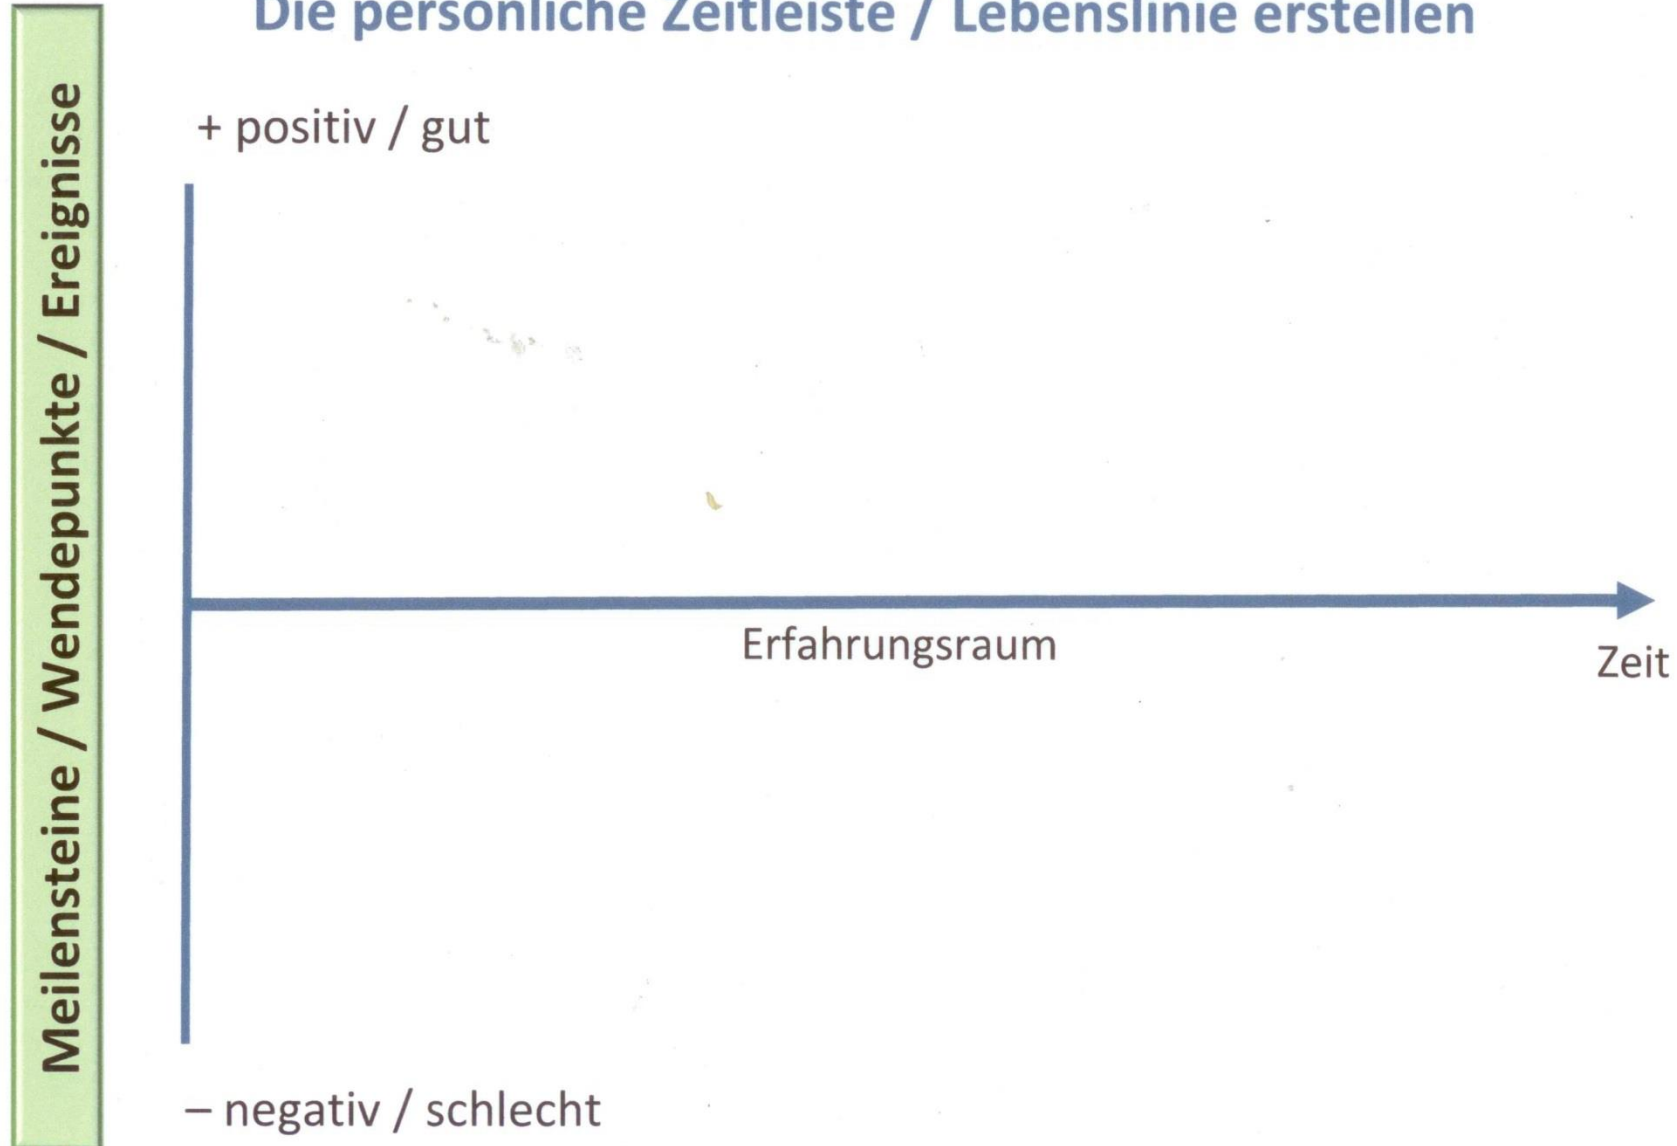 Die persönliche Zeitleiste / Lebenslinie erstellen
Meilensteine / Wendepunkte / Ereignisse
+ positiv / gut
Erfahrungsraum
Zeit
– negativ / schlecht